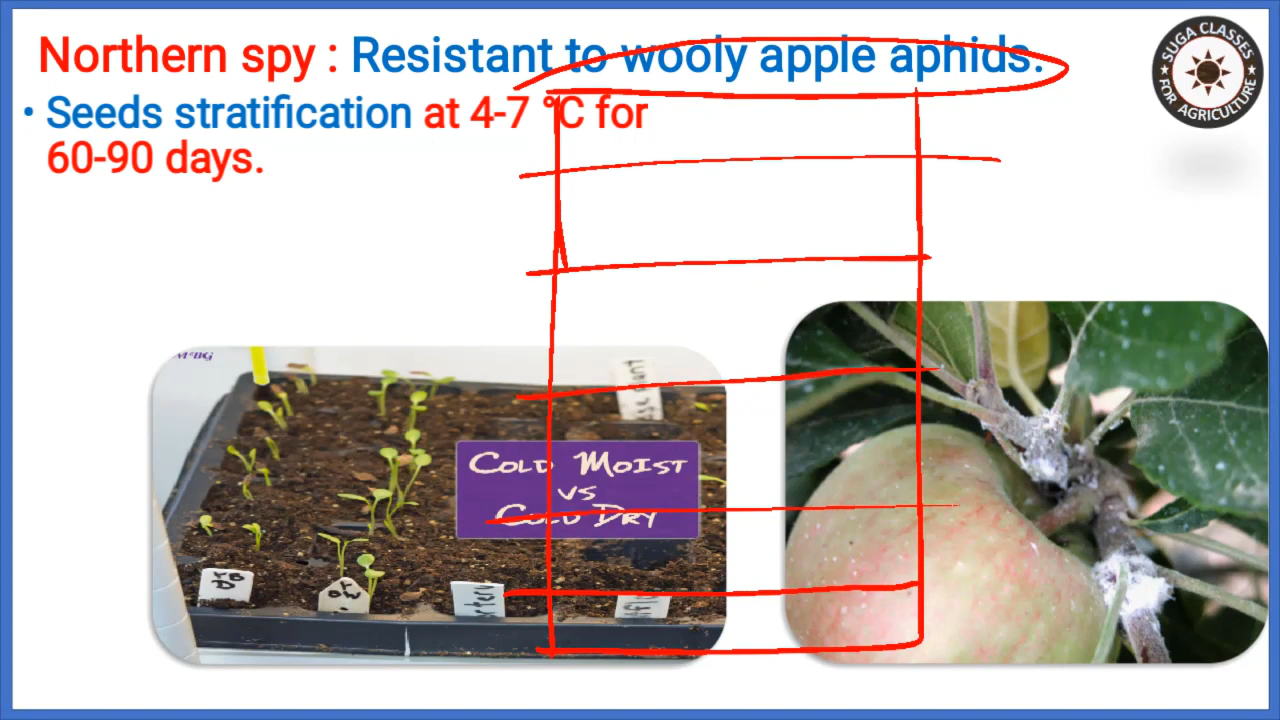 Northern spy : Resistant to wooly apple aphids.
• Seeds stratification at 4-7 °C for
60-90 days.
SUGA CLASSES
FOR AGRICULTURE
COLD MOIST
VS
COLD DRY